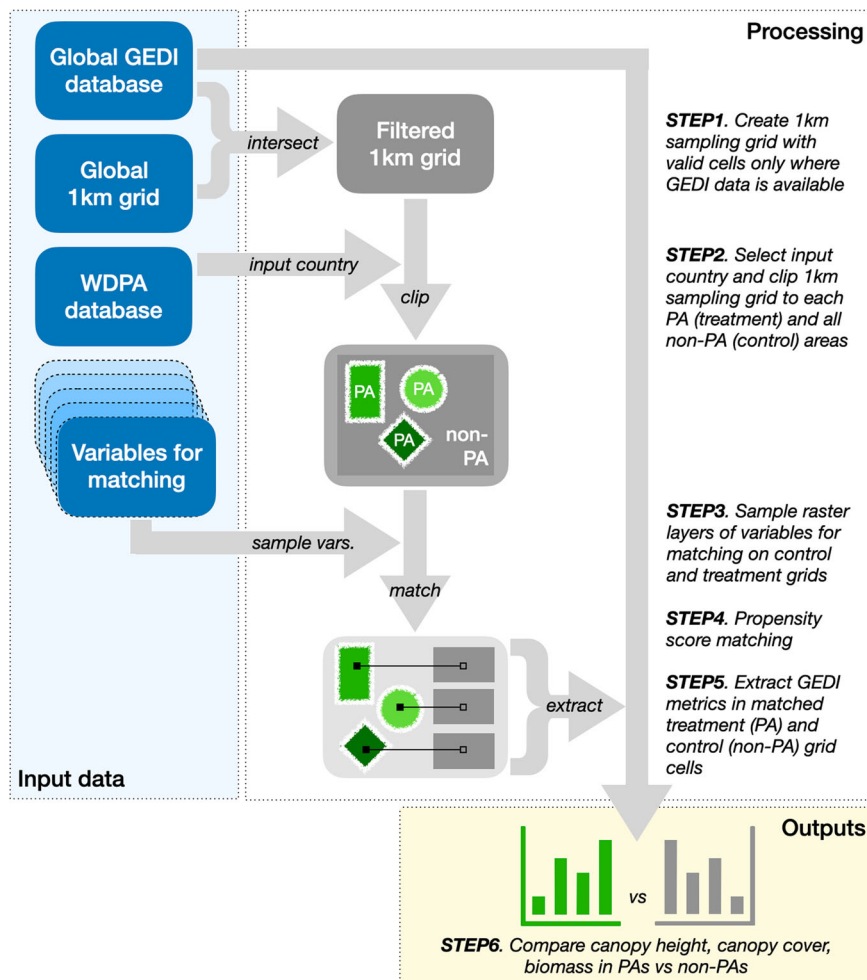 Processing
Global GEDI
database
intersect
Filtered
1km grid
Global
1km grid
STEP1. Create 1km
sampling grid with
valid cells only where
GEDI data is available
WDPA
database
input country
clip
STEP2. Select input
country and clip 1km
sampling grid to each
PA (treatment) and all
non-PA (control) areas
PA
PA
PA
non-
PA
Variables for
matching
sample vars.
match
STEP3. Sample raster
layers of variables for
matching on control
and treatment grids
STEP4. Propensity
score matching
extract
STEP5. Extract GEDI
metrics in matched
treatment (PA) and
control (non-PA) grid
cells
Input data
Outputs
vs
STEP6. Compare canopy height, canopy cover,
biomass in PAs vs non-PAs